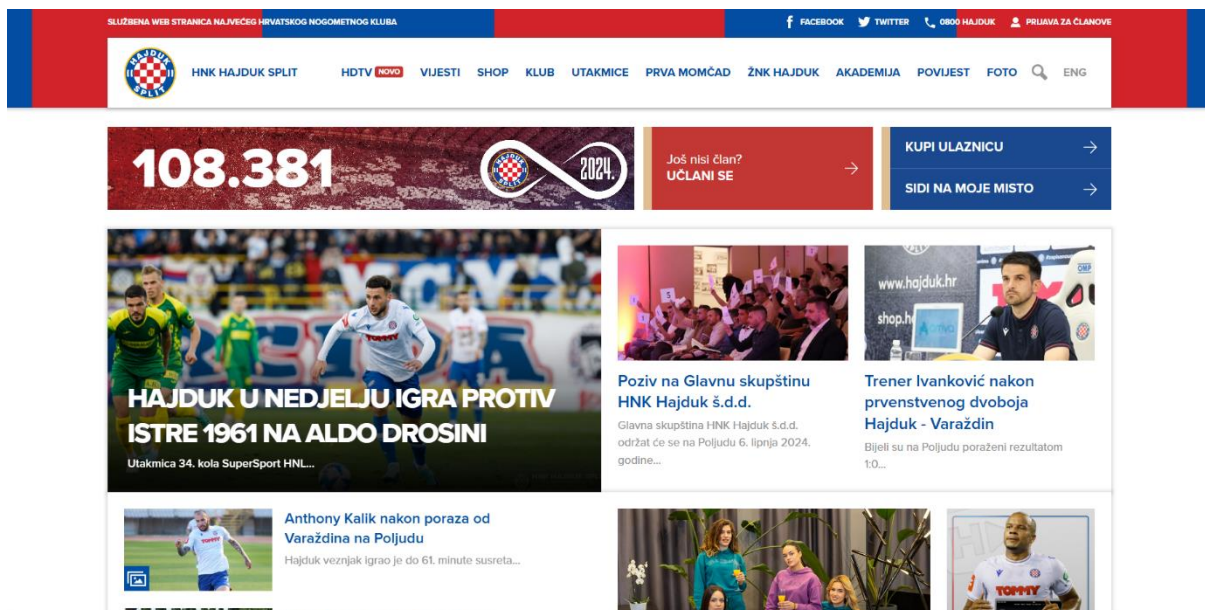 SLUŽBENA WEB STRANICA NAJVEĆEG HRVATSKOG NOGOMETNOG KLUBA
FACEBOOK TWITTER 0800 HAJDUK PRIJAVA ZA ČLANOVE
HAJDUK
SPLIT
HNK HAJDUK SPLIT HDTV NOVO VIJESTI SHOP KLUB UTAKMICE PRVA MOMČAD ŽNK HAJDUK AKADEMIJA POVIJEST FOTO ENG
108.381
HAJDUK
SPLIT
2024.
Još nisi član?
UČLANI SE
KUPI ULAZNICU
SIDI NA MOJE MISTO
TOMMY
HAJDUK U NEDJELJU IGRA PROTIV
ISTRE 1961 NA ALDO DROSINI
Utakmica 34. kola SuperSport HNL...
Poziv na Glavnu skupštinu
HNK Hajduk š.d.d.
Glavna skupština HNK Hajduk š.d.d.
održat će se na Poljudu 6. lipnja 2024.
godine...
www.hajduk.hr
shop.h
Trener Ivanković nakon
prvenstvenog dvoboja
Hajduk - Varaždin
Bijeli su na Poljudu poraženi rezultatom
1:0...
Anthony Kalik nakon poraza od
Varaždina na Poljudu
Hajduk veznjak igrao je do 61. minute susreta...
TOMMY